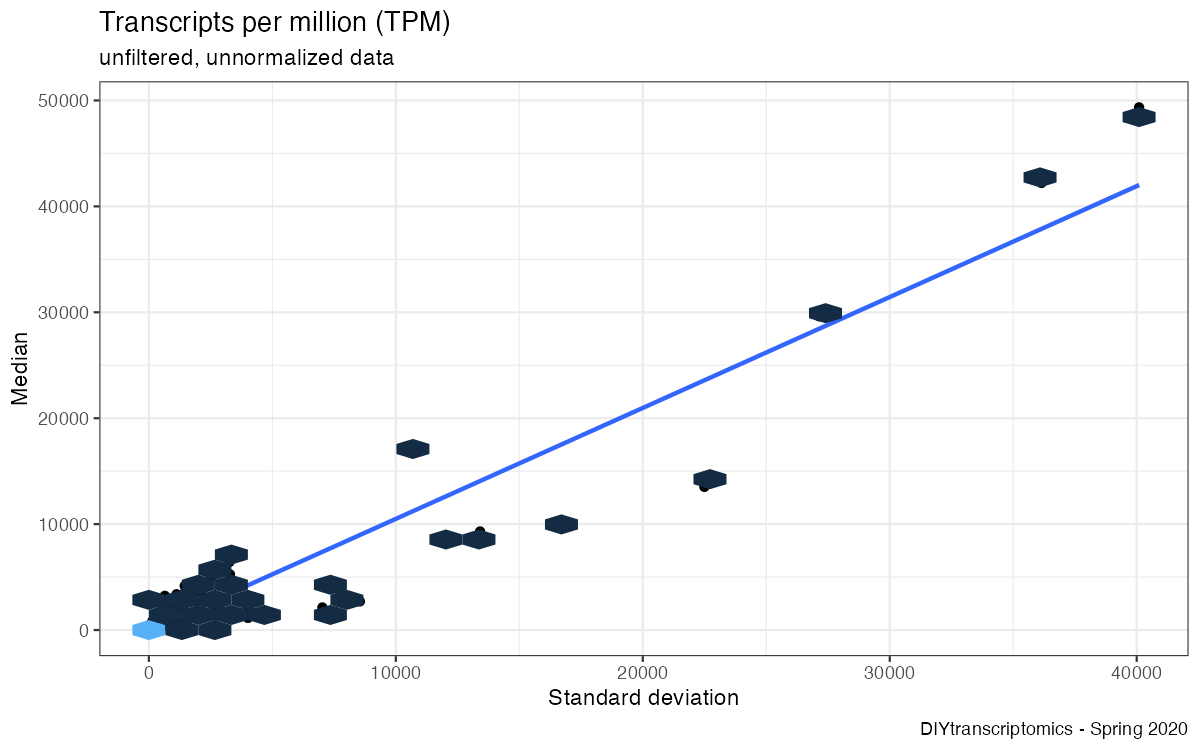 Transcripts per million (TPM)
unfiltered, unnormalized data
50000
40000
30000
20000
10000
0
Median
0 10000 20000 30000 40000
Standard deviation
DIYtranscriptomics - Spring 2020